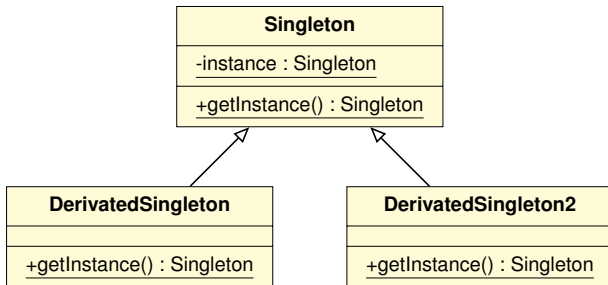 Singleton
-instance : Singleton
+getInstance() : Singleton
DerivatedSingleton
+getInstance() : Singleton
DerivatedSingleton2
+getInstance() : Singleton